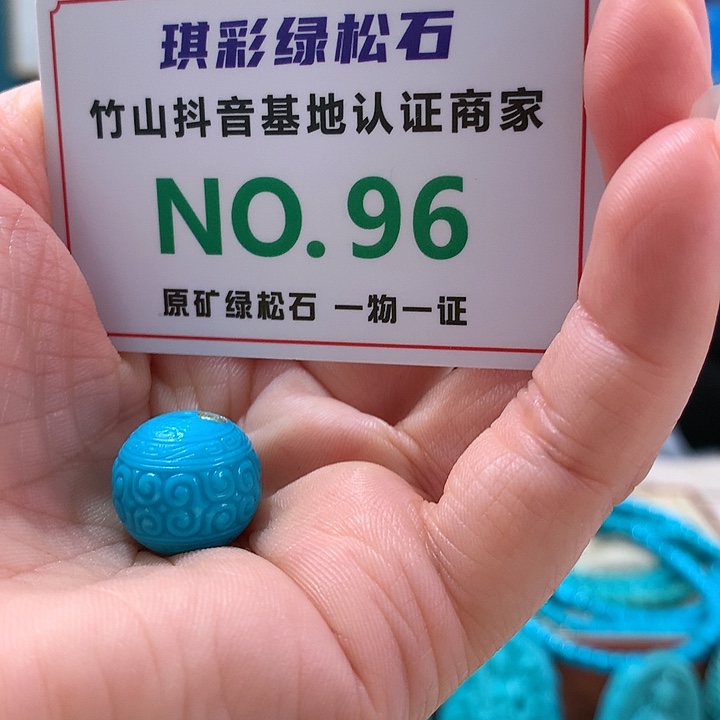 琪彩绿松石
竹山抖音基地认证商家
NO.96
原矿绿松石 一物一证